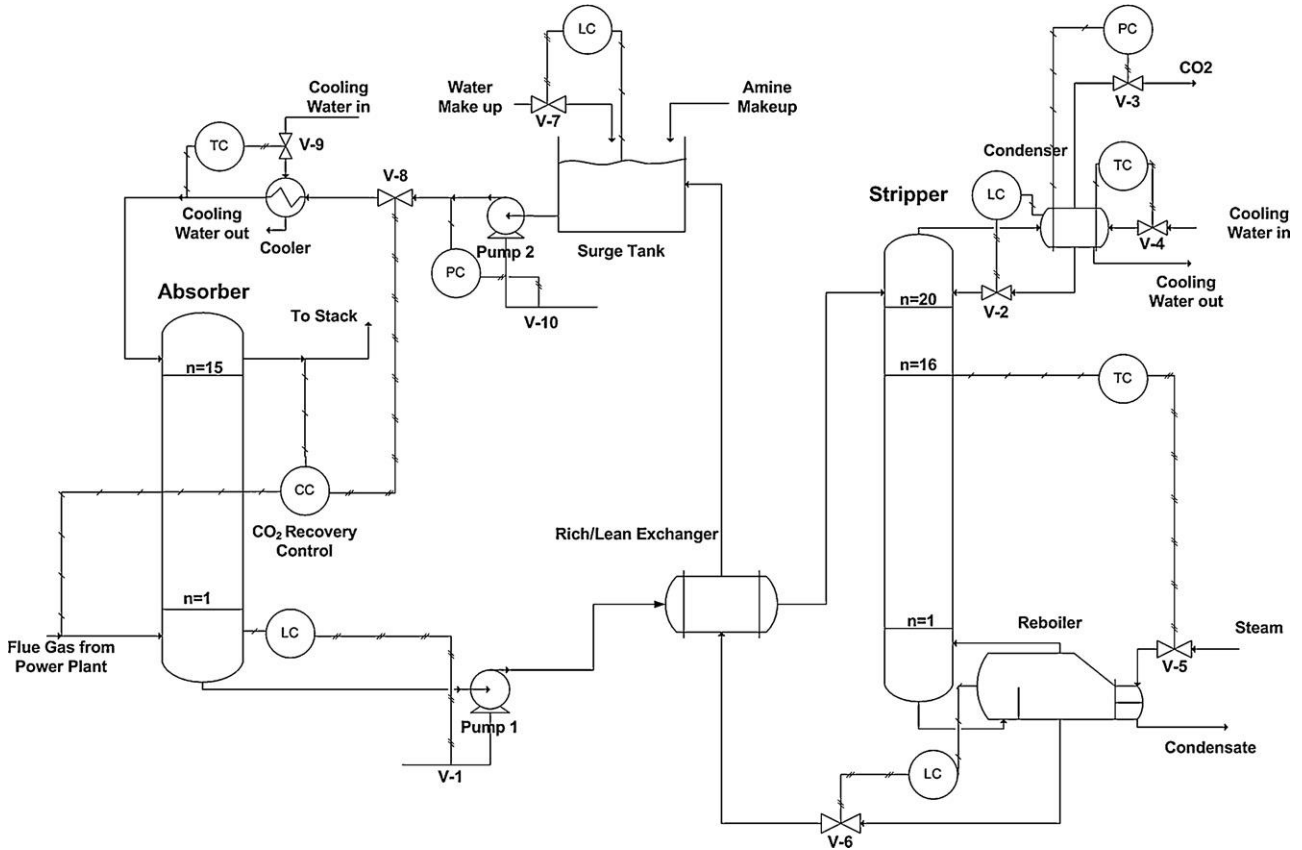 LC
PC
Cooling
Water in
Water
Make up
Amine
Makeup
CO2
V-3
V-7
V-9
TC
Condenser
TC
V-8
LC
Stripper
Cooling
Water in
V-4
Cooling
Water out
Cooler
Pump 2
Surge Tank
PC
Cooling
Water out
Absorber
V-2
n=20
To Stack
V-10
n=15
n=16
TC
CC
CO₂ Recovery
Control
Rich/Lean Exchanger
n=1
n=1
Reboiler
Steam
LC
Flue Gas from
Power Plant
V-5
Pump 1
Condensate
V-1
LC
V-6